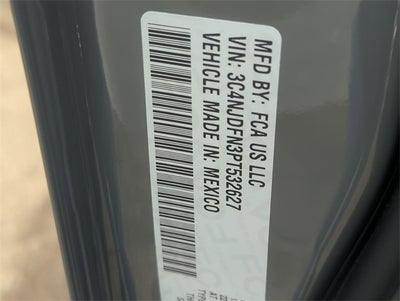 MFD BY: FCA US LLC
VIN: 3C4NJDFN3PT532627
VEHICLE MADE IN: MEXICO